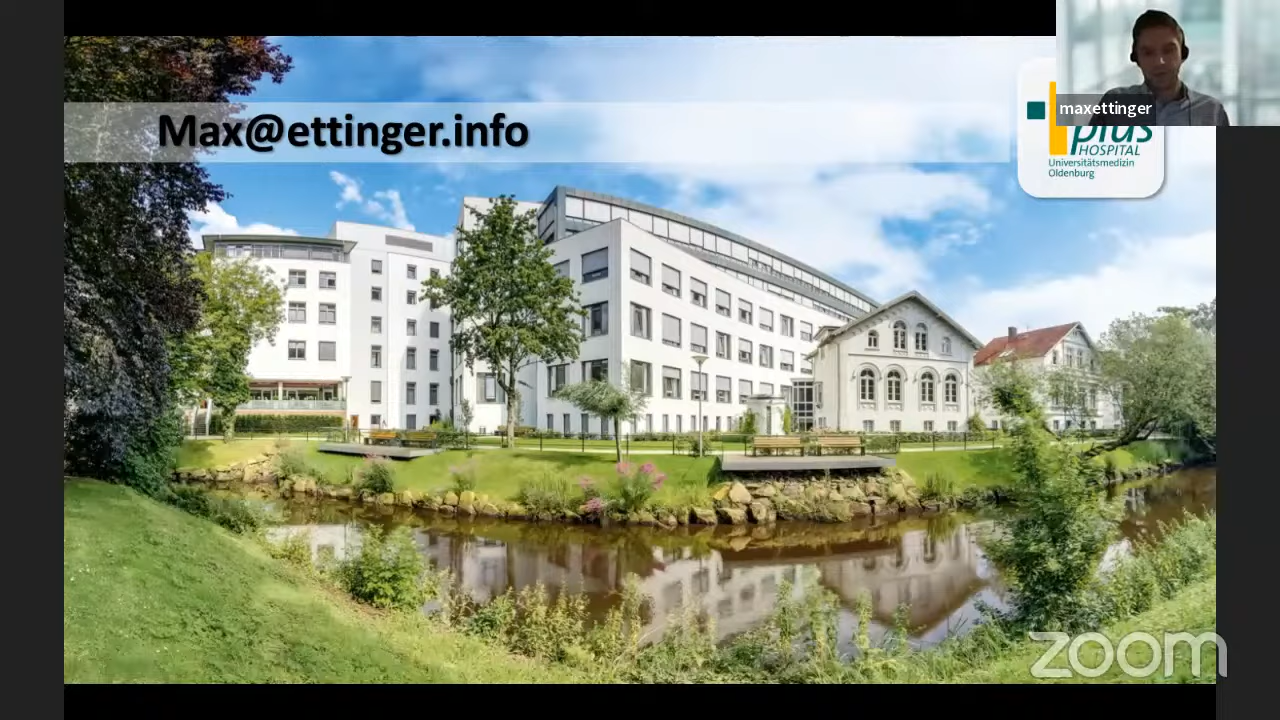 Max@ettinger.info
maxettinger
plus
HOSPITAL
Universitätsmedizin
Oldenburg
zoom